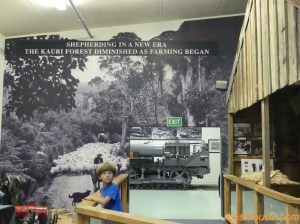 SHEPHERDING IN A NEW ERA
THE KAURI FOREST DIMINISHED AS FARMING BEGAN
EXIT